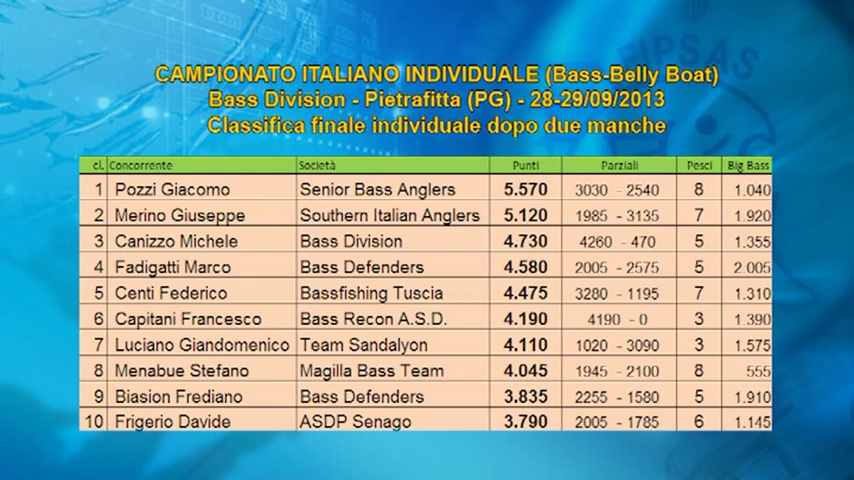 FIPSAS
CAMPIONATO ITALIANO INDIVIDUALE (Bass-Belly Boat)
Bass Division - Pietrafitta (PG) - 28-29/09/2013
Classifica finale individuale dopo due manche
cl. Concorrente Società Punti Parziali Pesci Big Bass
1 Pozzi Giacomo Senior Bass Anglers 5.570 3030 - 2540 8 1.040
2 Merino Giuseppe Southern Italian Anglers 5.120 1985 - 3135 7 1.920
3 Canizzo Michele Bass Division 4.730 4260 - 470 5 1.355
4 Fadigatti Marco Bass Defenders 4.580 2005 - 2575 5 2.005
5 Centi Federico Bassfishing Tuscia 4.475 3280 - 1195 7 1.310
6 Capitani Francesco Bass Recon A.S.D. 4.190 4190 - 0 3 1.390
7 Luciano Giandomenico Team Sandalyon 4.110 1020 - 3090 3 1.575
8 Menabue Stefano Magilla Bass Team 4.045 1945 - 2100 8 555
9 Biasion Frediano Bass Defenders 3.835 2255 - 1580 5 1.910
10 Frigerio Davide ASDP Senago 3.790 2005 - 1785 6 1.145